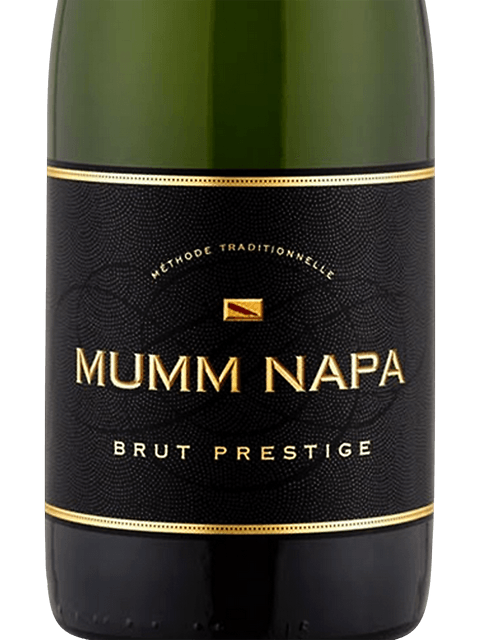 MÉTHODE TRADITIONNELLE
MUMM NAPA
BRUT PRESTIGE